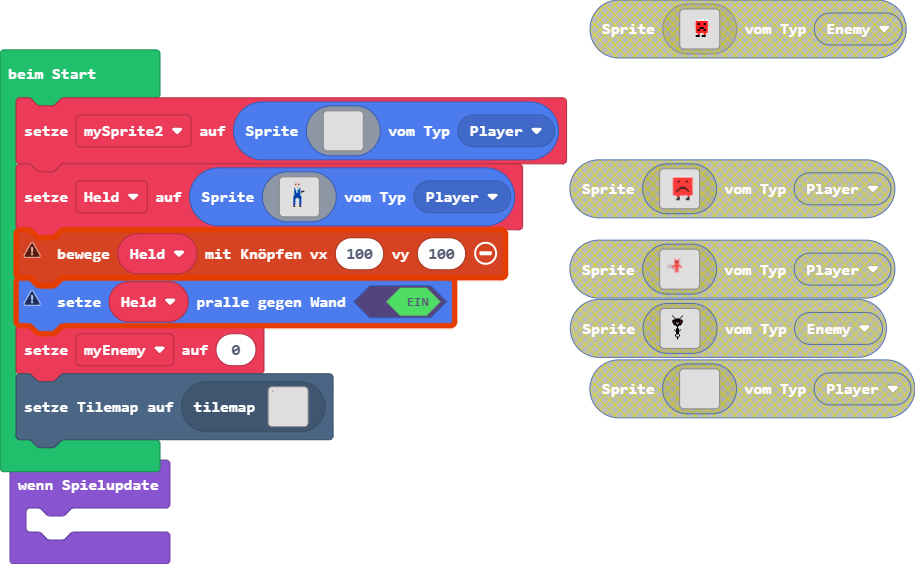 Sprite vom Typ Enemy
beim Start
setze mySprite2 auf Sprite vom Typ Player
setze Held auf Sprite vom Typ Player
Sprite vom Typ Player
bewege Held mit Knöpfen vx 100 vy 100
Sprite vom Typ Player
setze Held pralle gegen Wand EIN
Sprite vom Typ Enemy
setze myEnemy auf 0
Sprite vom Typ Player
setze Tilemap auf tilemap
wenn Spielupdate